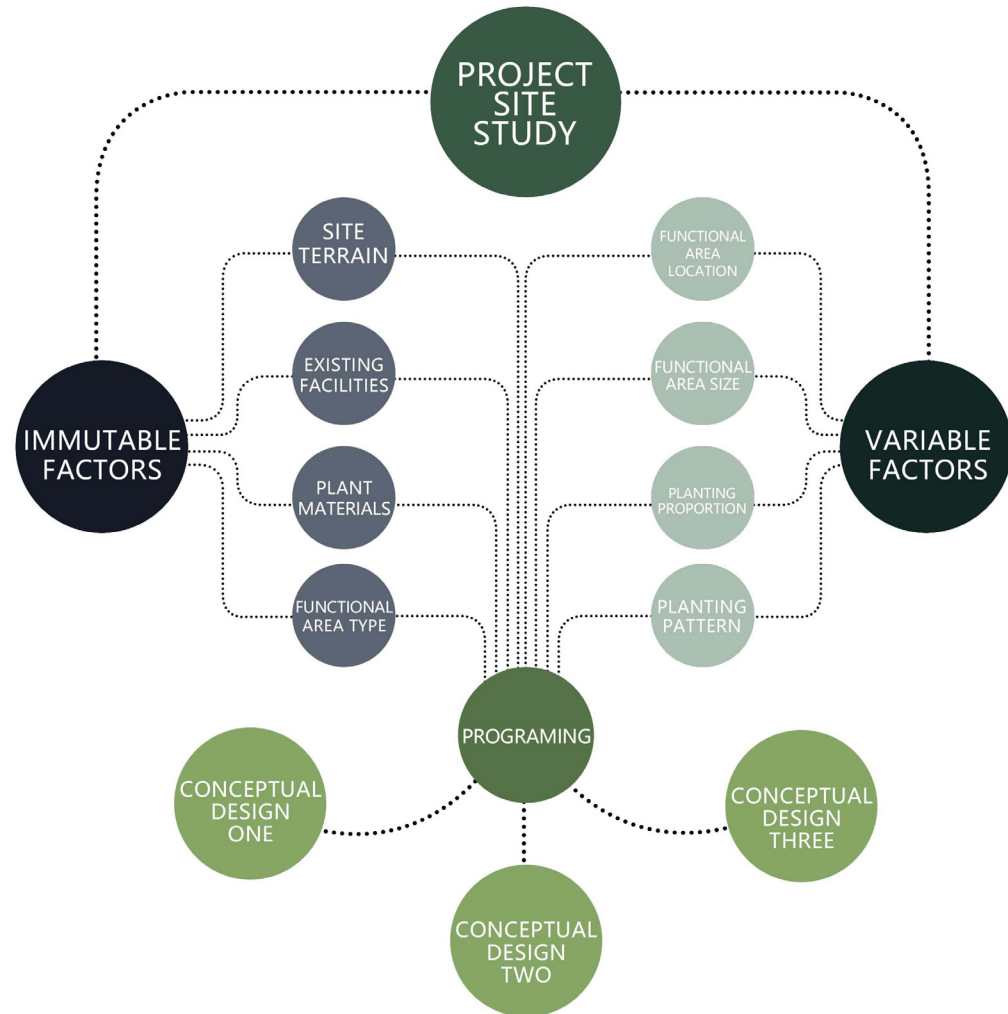 PROJECT
SITE
STUDY
SITE
TERRAIN
FUNCTIONAL
AREA
LOCATION
EXISTING
FACILITIES
FUNCTIONAL
AREA SIZE
IMMUTABLE
FACTORS
VARIABLE
FACTORS
PLANT
MATERIALS
PLANTING
PROPORTION
FUNCTIONAL
AREA TYPE
PLANTING
PATTERN
PROGRAMING
CONCEPTUAL
DESIGN
ONE
CONCEPTUAL
DESIGN
THREE
CONCEPTUAL
DESIGN
TWO